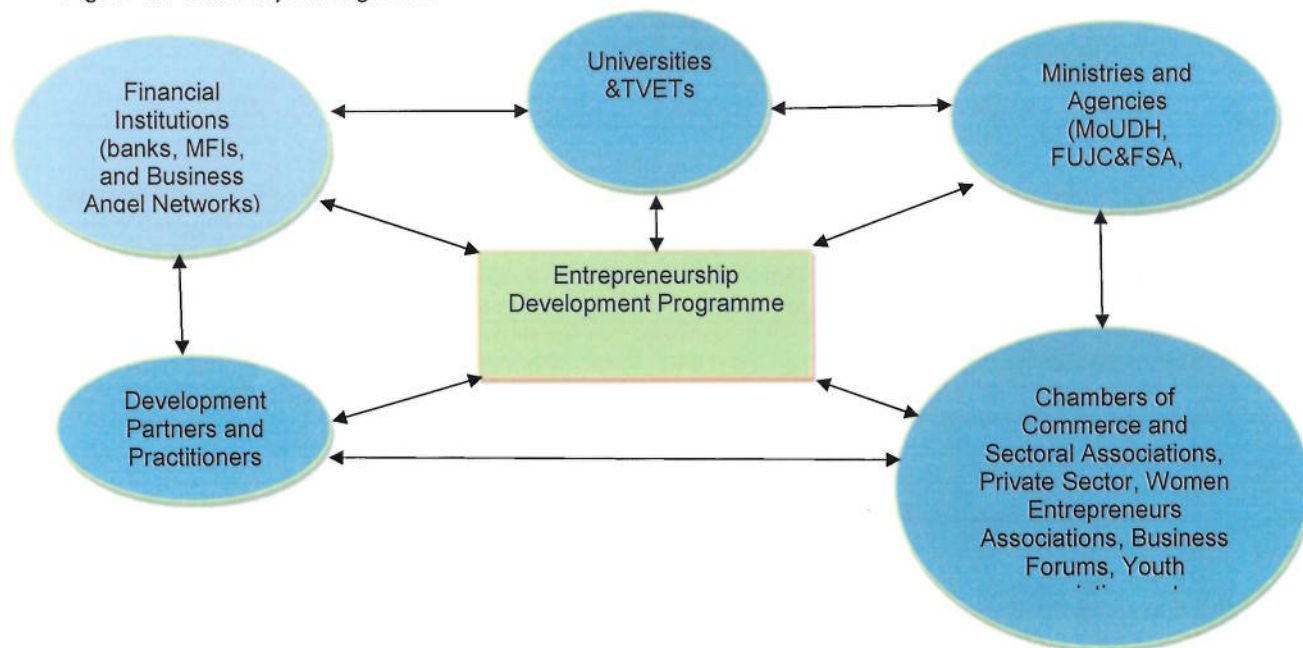 Universities
&TVETs
Financial
Institutions
(banks, MFIs,
and Business
Angel Networks)
Ministries and
Agencies
(MoUDH,
FUJC&FSA,
Entrepreneurship
Development Programme
Development
Partners and
Practitioners
Chambers of
Commerce and
Sectoral Associations,
Private Sector, Women
Entrepreneurs
Associations, Business
Forums, Youth